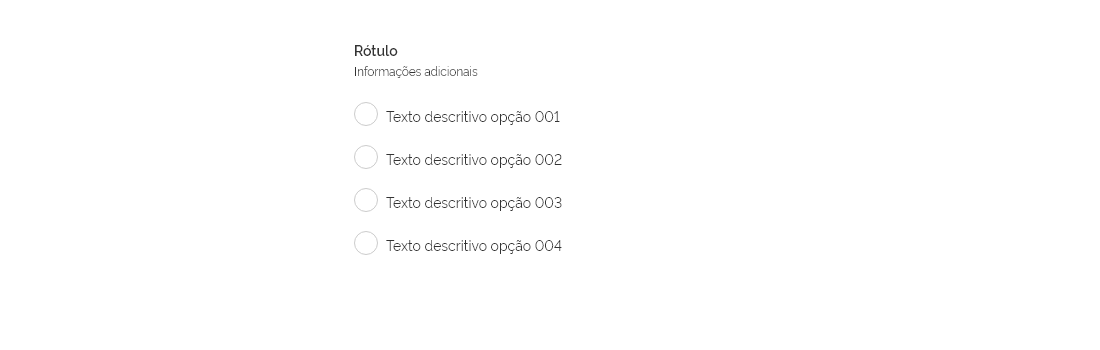 Rótulo
Informações adicionais
Texto descritivo opção 001
Texto descritivo opção 002
Texto descritivo opção 003
Texto descritivo opção 004